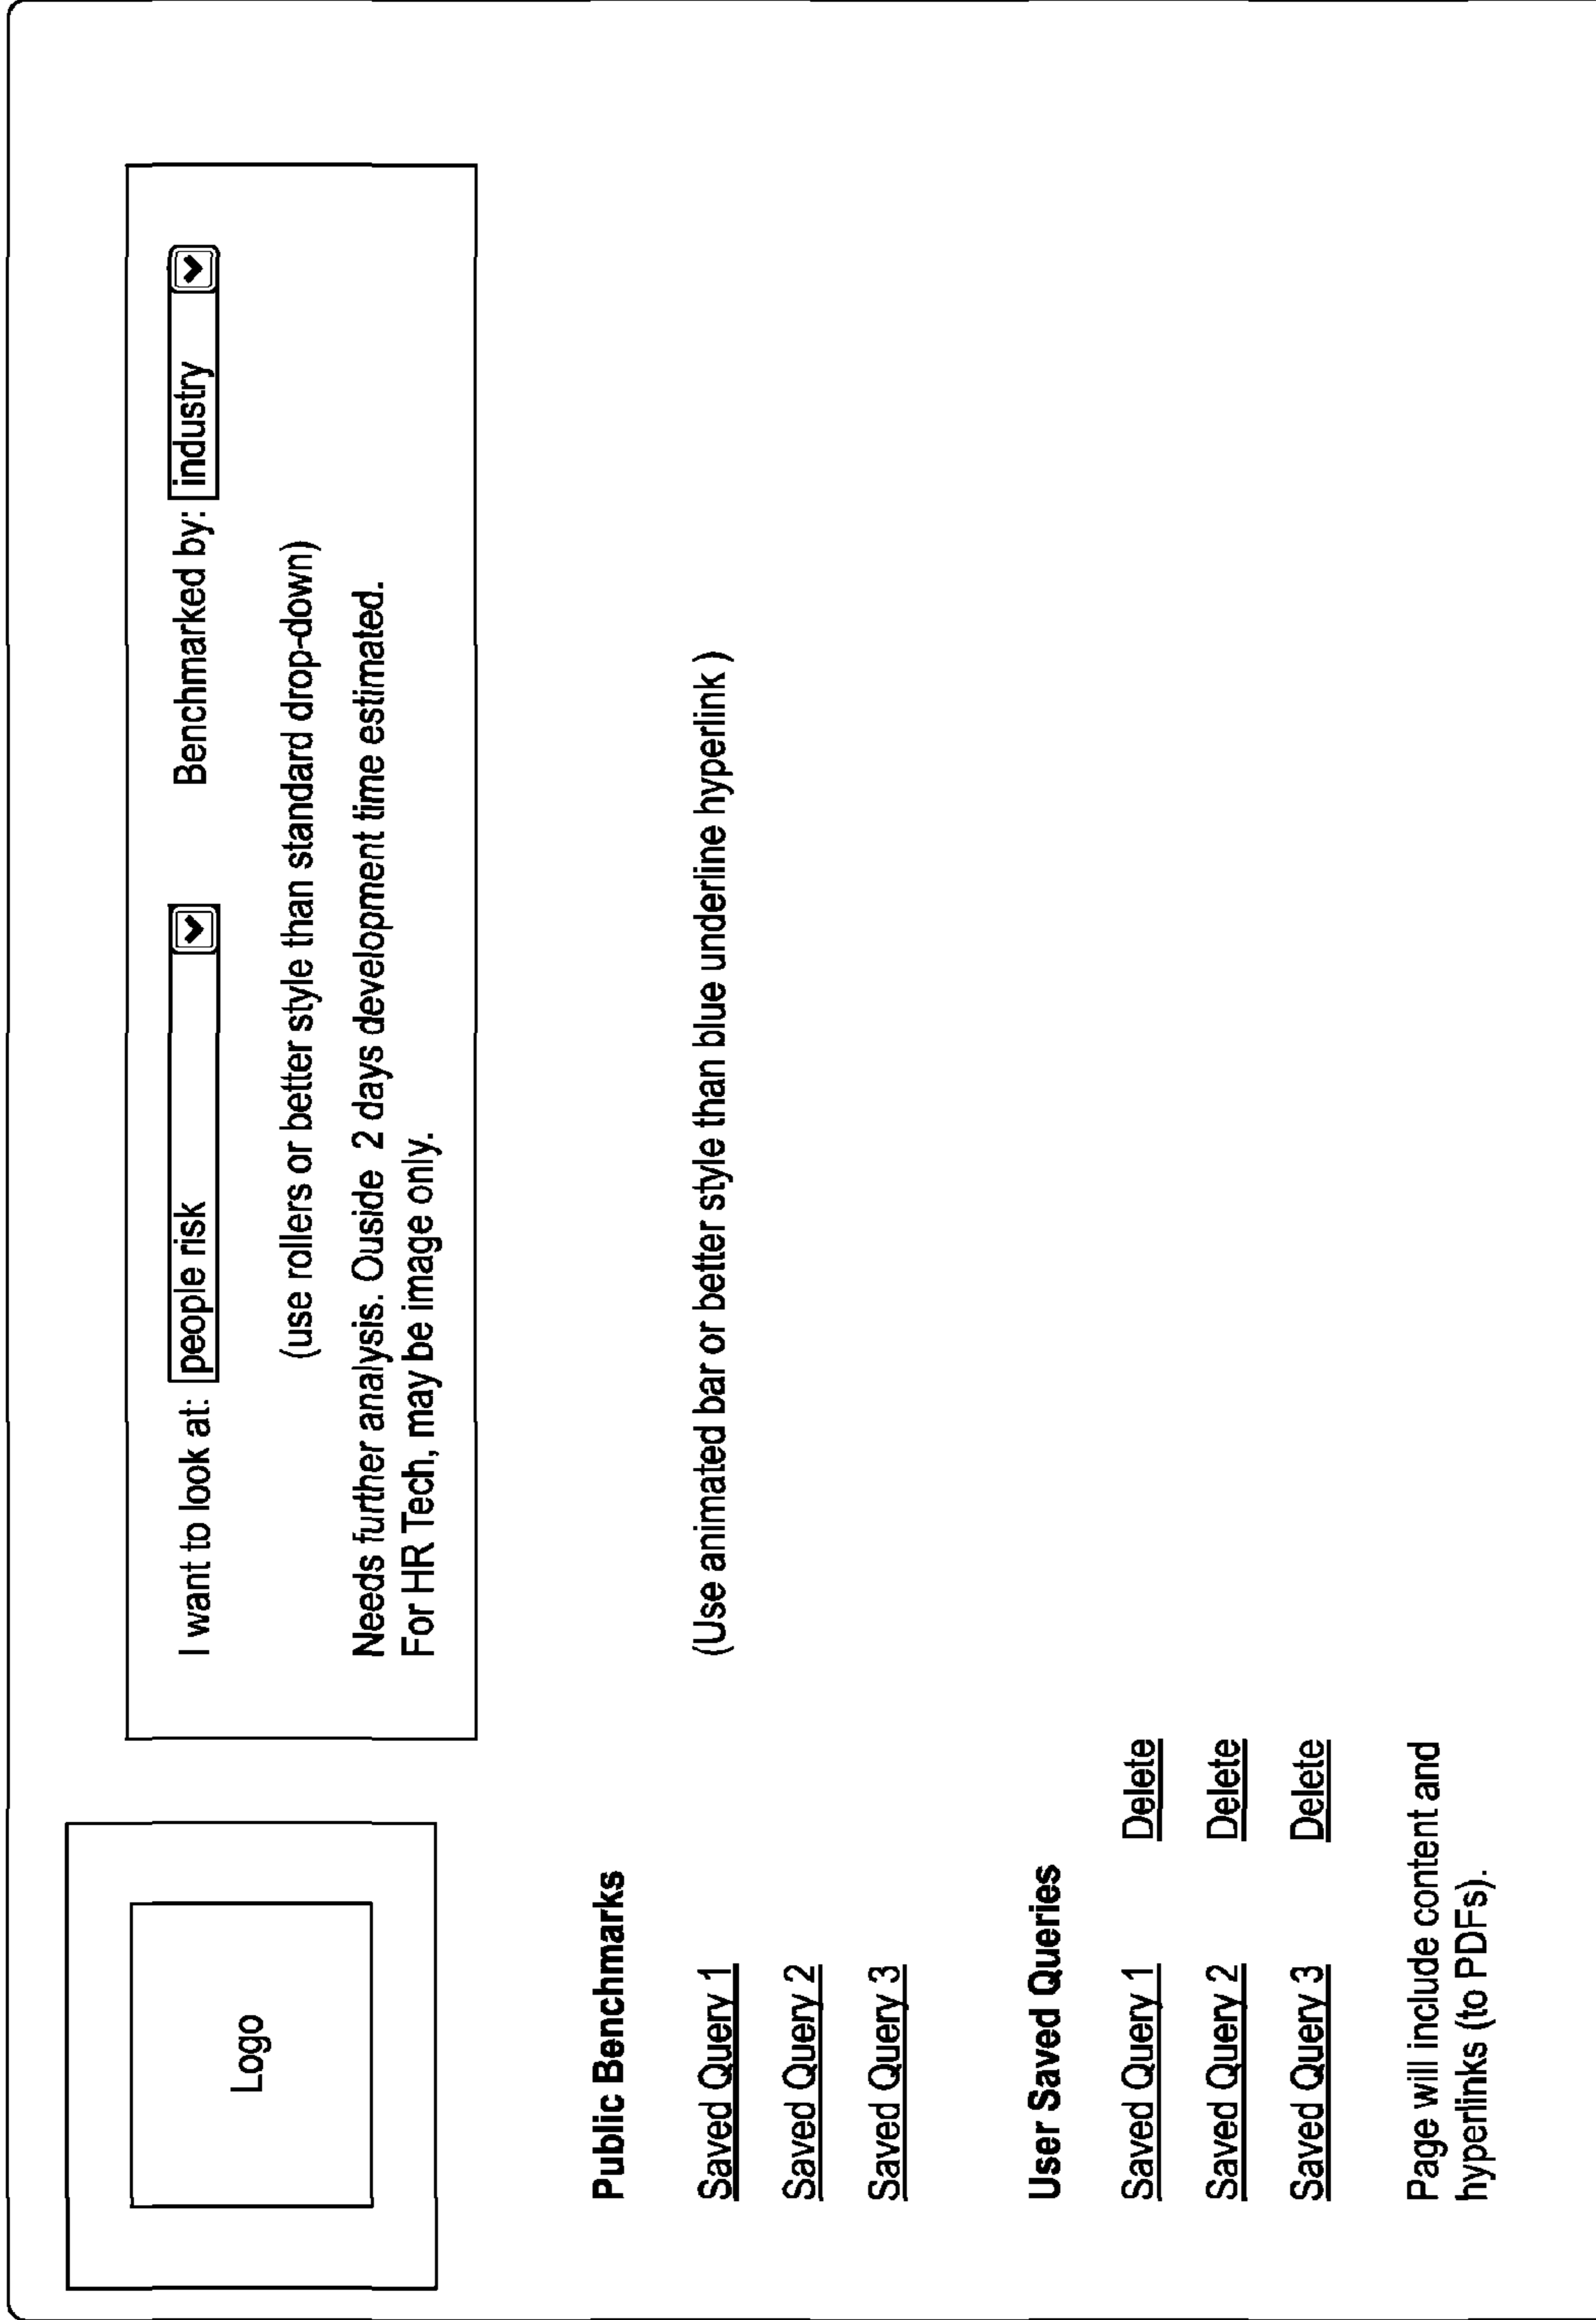 Logo
I want to look at: people risk Benchmarked by: industry
(use rollers or better style than standard drop-down)
Needs further analysis. Ouside 2 days development time estimated.
For HR Tech, may be image only.
Public Benchmarks
Saved Query 1 (Use animated bar or better style than blue underline hyperlink )
Saved Query 2
Saved Query 3
User Saved Queries
Saved Query 1 Delete
Saved Query 2 Delete
Saved Query 3 Delete
Page will include content and
hyperlinks (to PDFs).